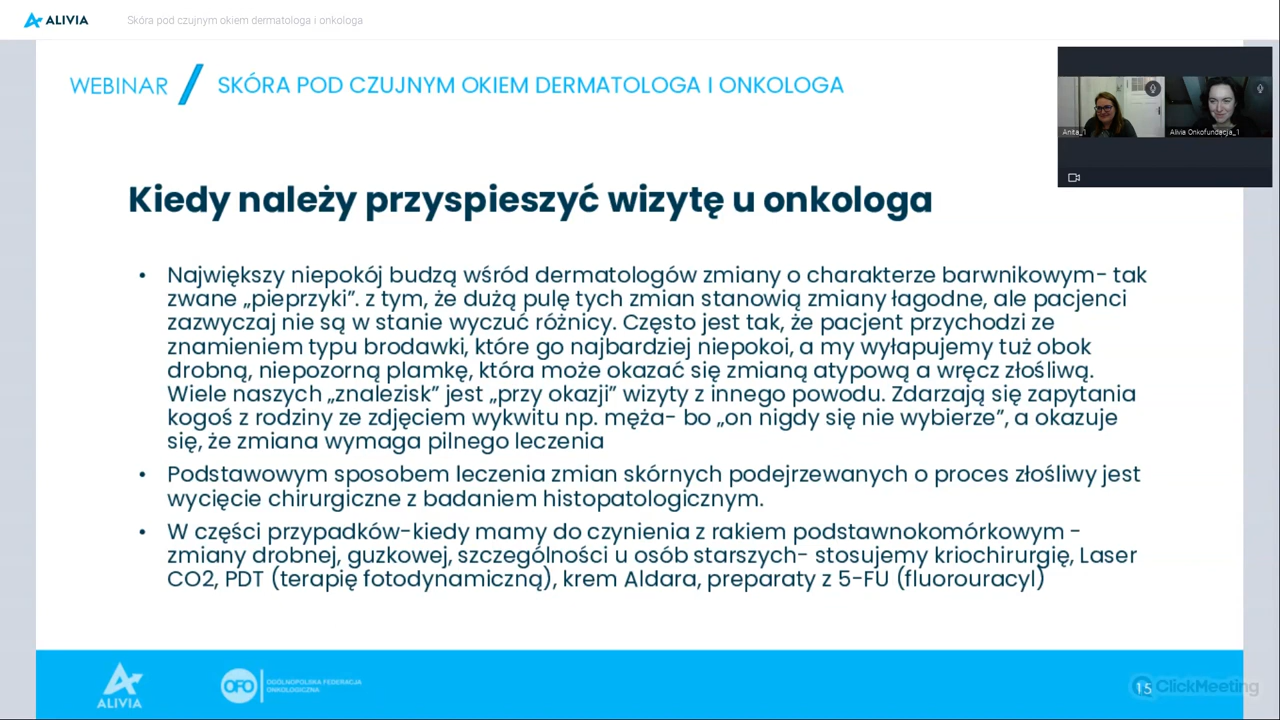 ALIVIA
Skóra pod czujnym okiem dermatologa i onkologa
WEBINAR / SKÓRA POD CZUJNYM OKIEM DERMATOLOGA I ONKOLOGA
Anita_1
Alivia Onkofundacja_1
Kiedy należy przyspieszyć wizytę u onkologa
• Największy niepokój budzą wśród dermatologów zmiany o charakterze barwnikowym- tak
zwane „pieprzyki”. z tym, że dużą pulę tych zmian stanowią zmiany łagodne, ale pacjenci
zazwyczaj nie są w stanie wyczuć różnicy. Często jest tak, że pacjent przychodzi ze
znamieniem typu brodawki, które go najbardziej niepokoi, a my wyłapujemy tuż obok
drobną, niepozorną plamkę, która może okazać się zmianą atypową a wręcz złośliwą.
Wiele naszych „znalezisk” jest „przy okazji” wizyty z innego powodu. Zdarzają się zapytania
kogoś z rodziny ze zdjęciem wykwitu np. męża- bo „on nigdy się nie wybierze”, a okazuje
się, że zmiana wymaga pilnego leczenia
• Podstawowym sposobem leczenia zmian skórnych podejrzewanych o proces złośliwy jest
wycięcie chirurgiczne z badaniem histopatologicznym.
• W części przypadków-kiedy mamy do czynienia z rakiem podstawnokomórkowym -
zmiany drobnej, guzkowej, szczególności u osób starszych- stosujemy kriochirurgię, Laser
CO2, PDT (terapię fotodynamiczną), krem Aldara, preparaty z 5-FU (fluorouracyl)
ALIVIA
OFO
OGÓLNOPOLSKA FEDERACJA
ONKOLOGICZNA
15
ClickMeeting